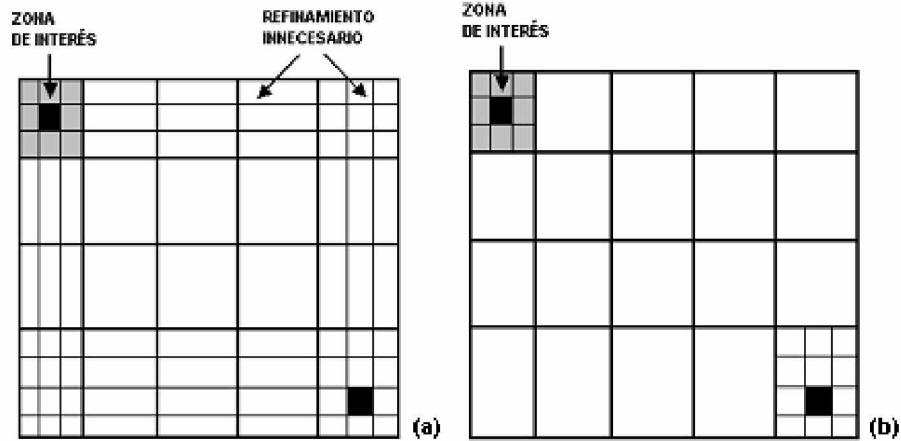 ZONA
DE INTERÉS
REFINAMIENTO
INNECESARIO
(a)
ZONA
DE INTERÉS
(b)